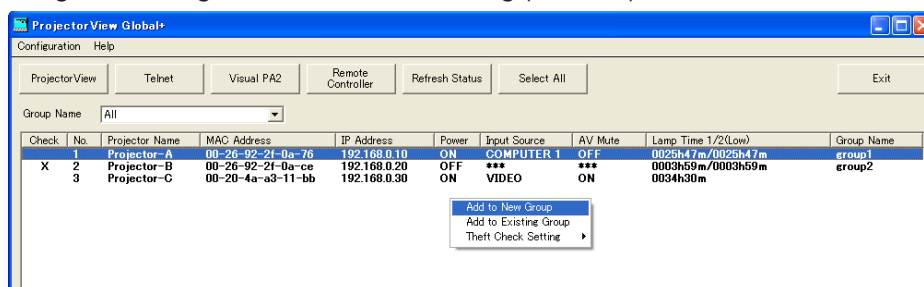 ProjectorView Global+
Configuration Help
ProjectorView Telnet Visual PA2 Remote Controller Refresh Status Select All Exit
Group Name All
Check No. Projector Name MAC Address IP Address Power Input Source AV Mute Lamp Time 1/2(Low) Group Name
1 Projector-A 00-26-92-2f-0a-76 192.168.0.10 ON COMPUTER 1 OFF 0025h47m/0025h47m group1
X 2 Projector-B 00-26-92-2f-0a-ce 192.168.0.20 OFF *** *** 0003h59m/0003h59m group2
3 Projector-C 00-20-4a-a3-11-bb 192.168.0.30 ON VIDEO ON 0034h30m
Add to New Group
Add to Existing Group
Theft Check Setting